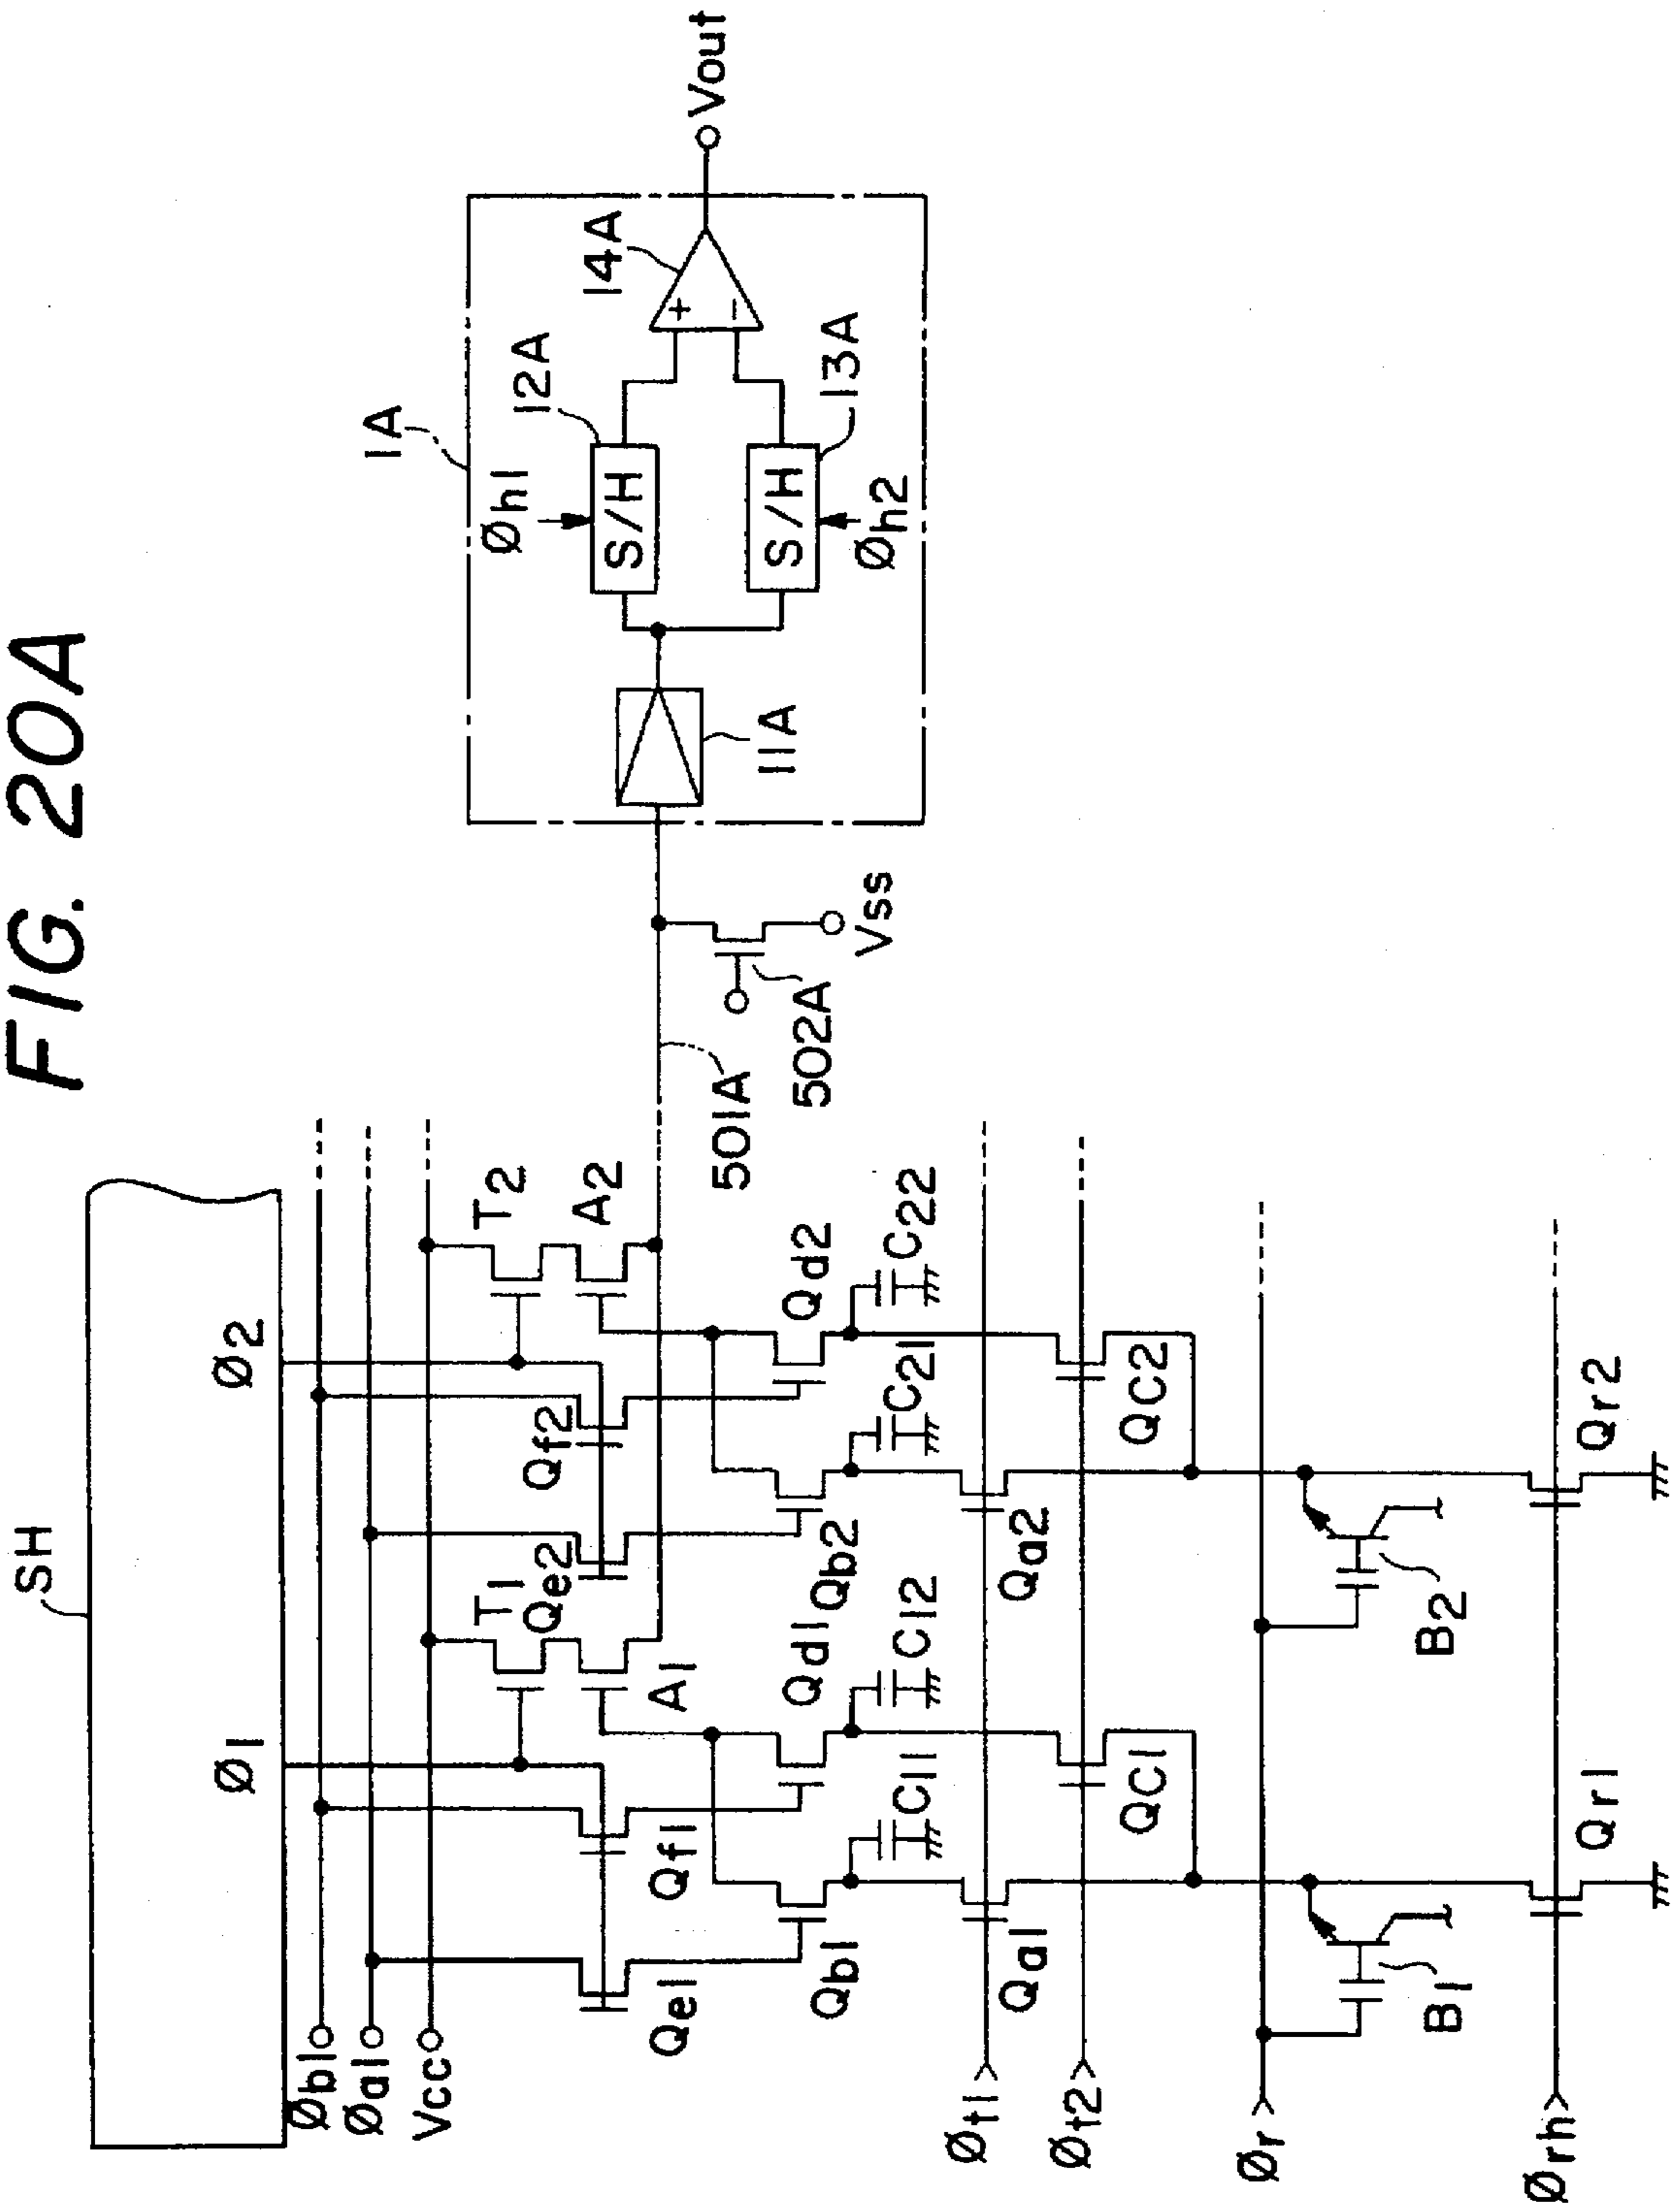 FIG. 20A
SH
Ø1
Ø2
Øb1
Øa1
Vcc
T1
T2
A1
A2
Qe1
Qf1
Qe2
Qf2
Qb1
Qd1
Qb2
Qd2
C11
C12
C21
C22
Øt1
Øt2
Qa1
QC1
Qa2
QC2
Ør
B1
B2
Ørh
Qr1
Qr2
501A
502A
Vss
1A
11A
Øh1
S/H
12A
S/H
13A
Øh2
+
−
14A
Vout